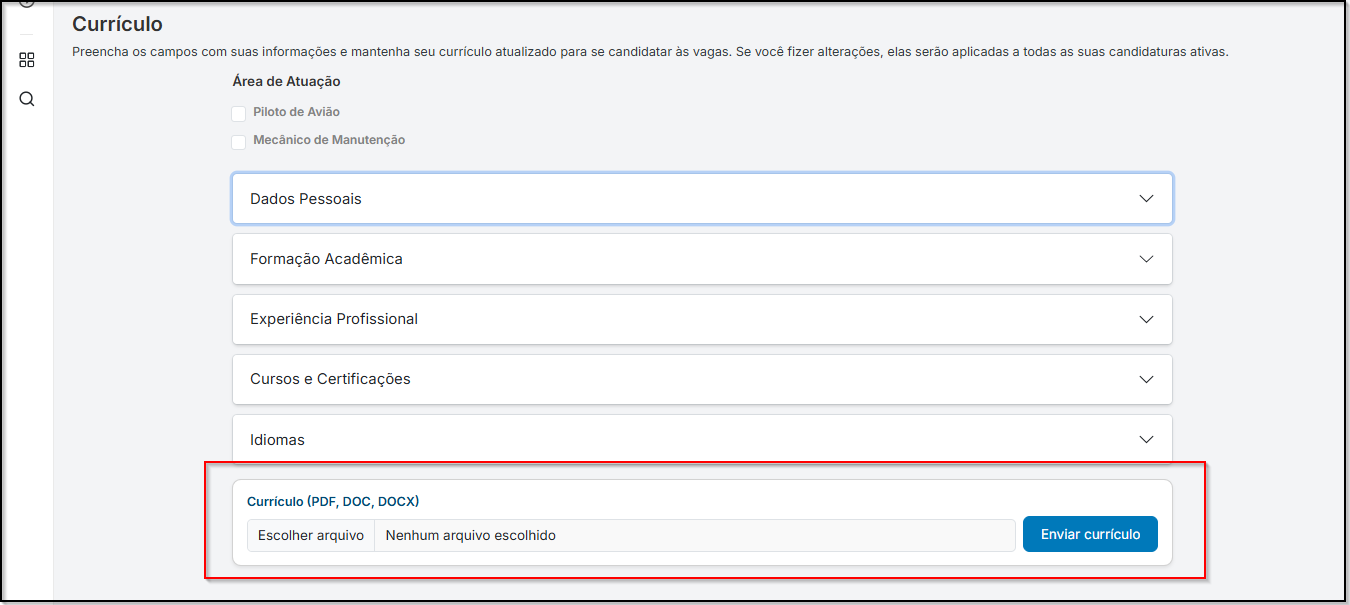 Currículo
Preencha os campos com suas informações e mantenha seu currículo atualizado para se candidatar às vagas. Se você fizer alterações, elas serão aplicadas a todas as suas candidaturas ativas.
Área de Atuação
Piloto de Avião
Mecânico de Manutenção
Dados Pessoais
Formação Acadêmica
Experiência Profissional
Cursos e Certificações
Idiomas
Currículo (PDF, DOC, DOCX)
Escolher arquivo Nenhum arquivo escolhido Enviar currículo